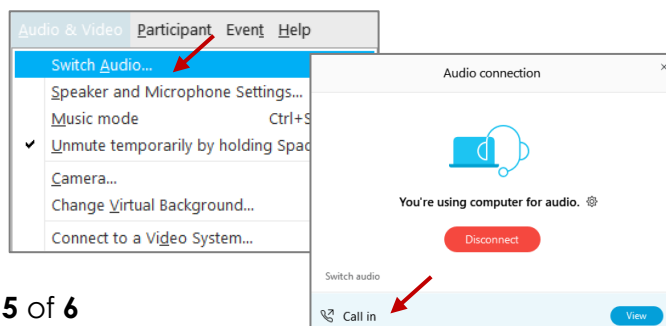 Audio & Video Participant Event Help
Switch Audio...
Speaker and Microphone Settings...
Music mode Ctrl+S
✔ Unmute temporarily by holding Spac
Camera...
Change Virtual Background...
Connect to a Video System...
Audio connection
You're using computer for audio.
Disconnect
Switch audio
Call in
View
5 of 6